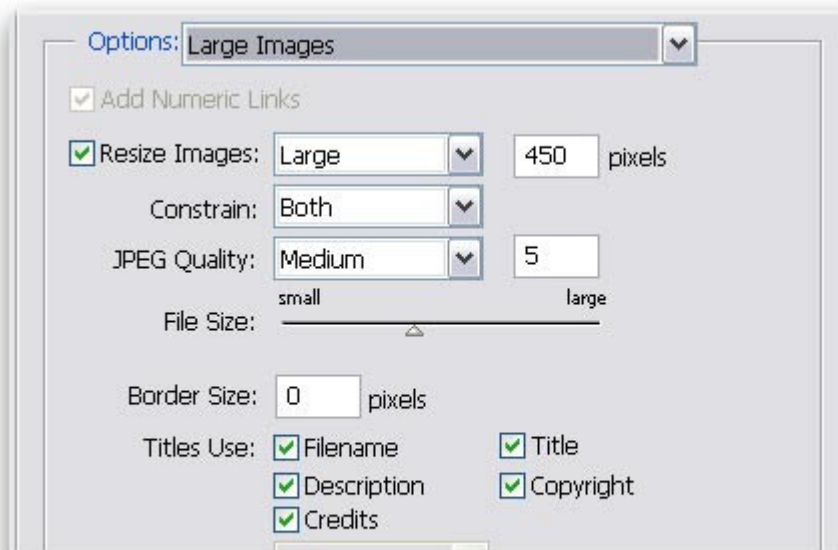 Options: Large Images
Add Numeric Links
Resize Images: Large 450 pixels
Constrain: Both
JPEG Quality: Medium 5
small large
File Size:
Border Size: 0 pixels
Titles Use: Filename Title
Description Copyright
Credits